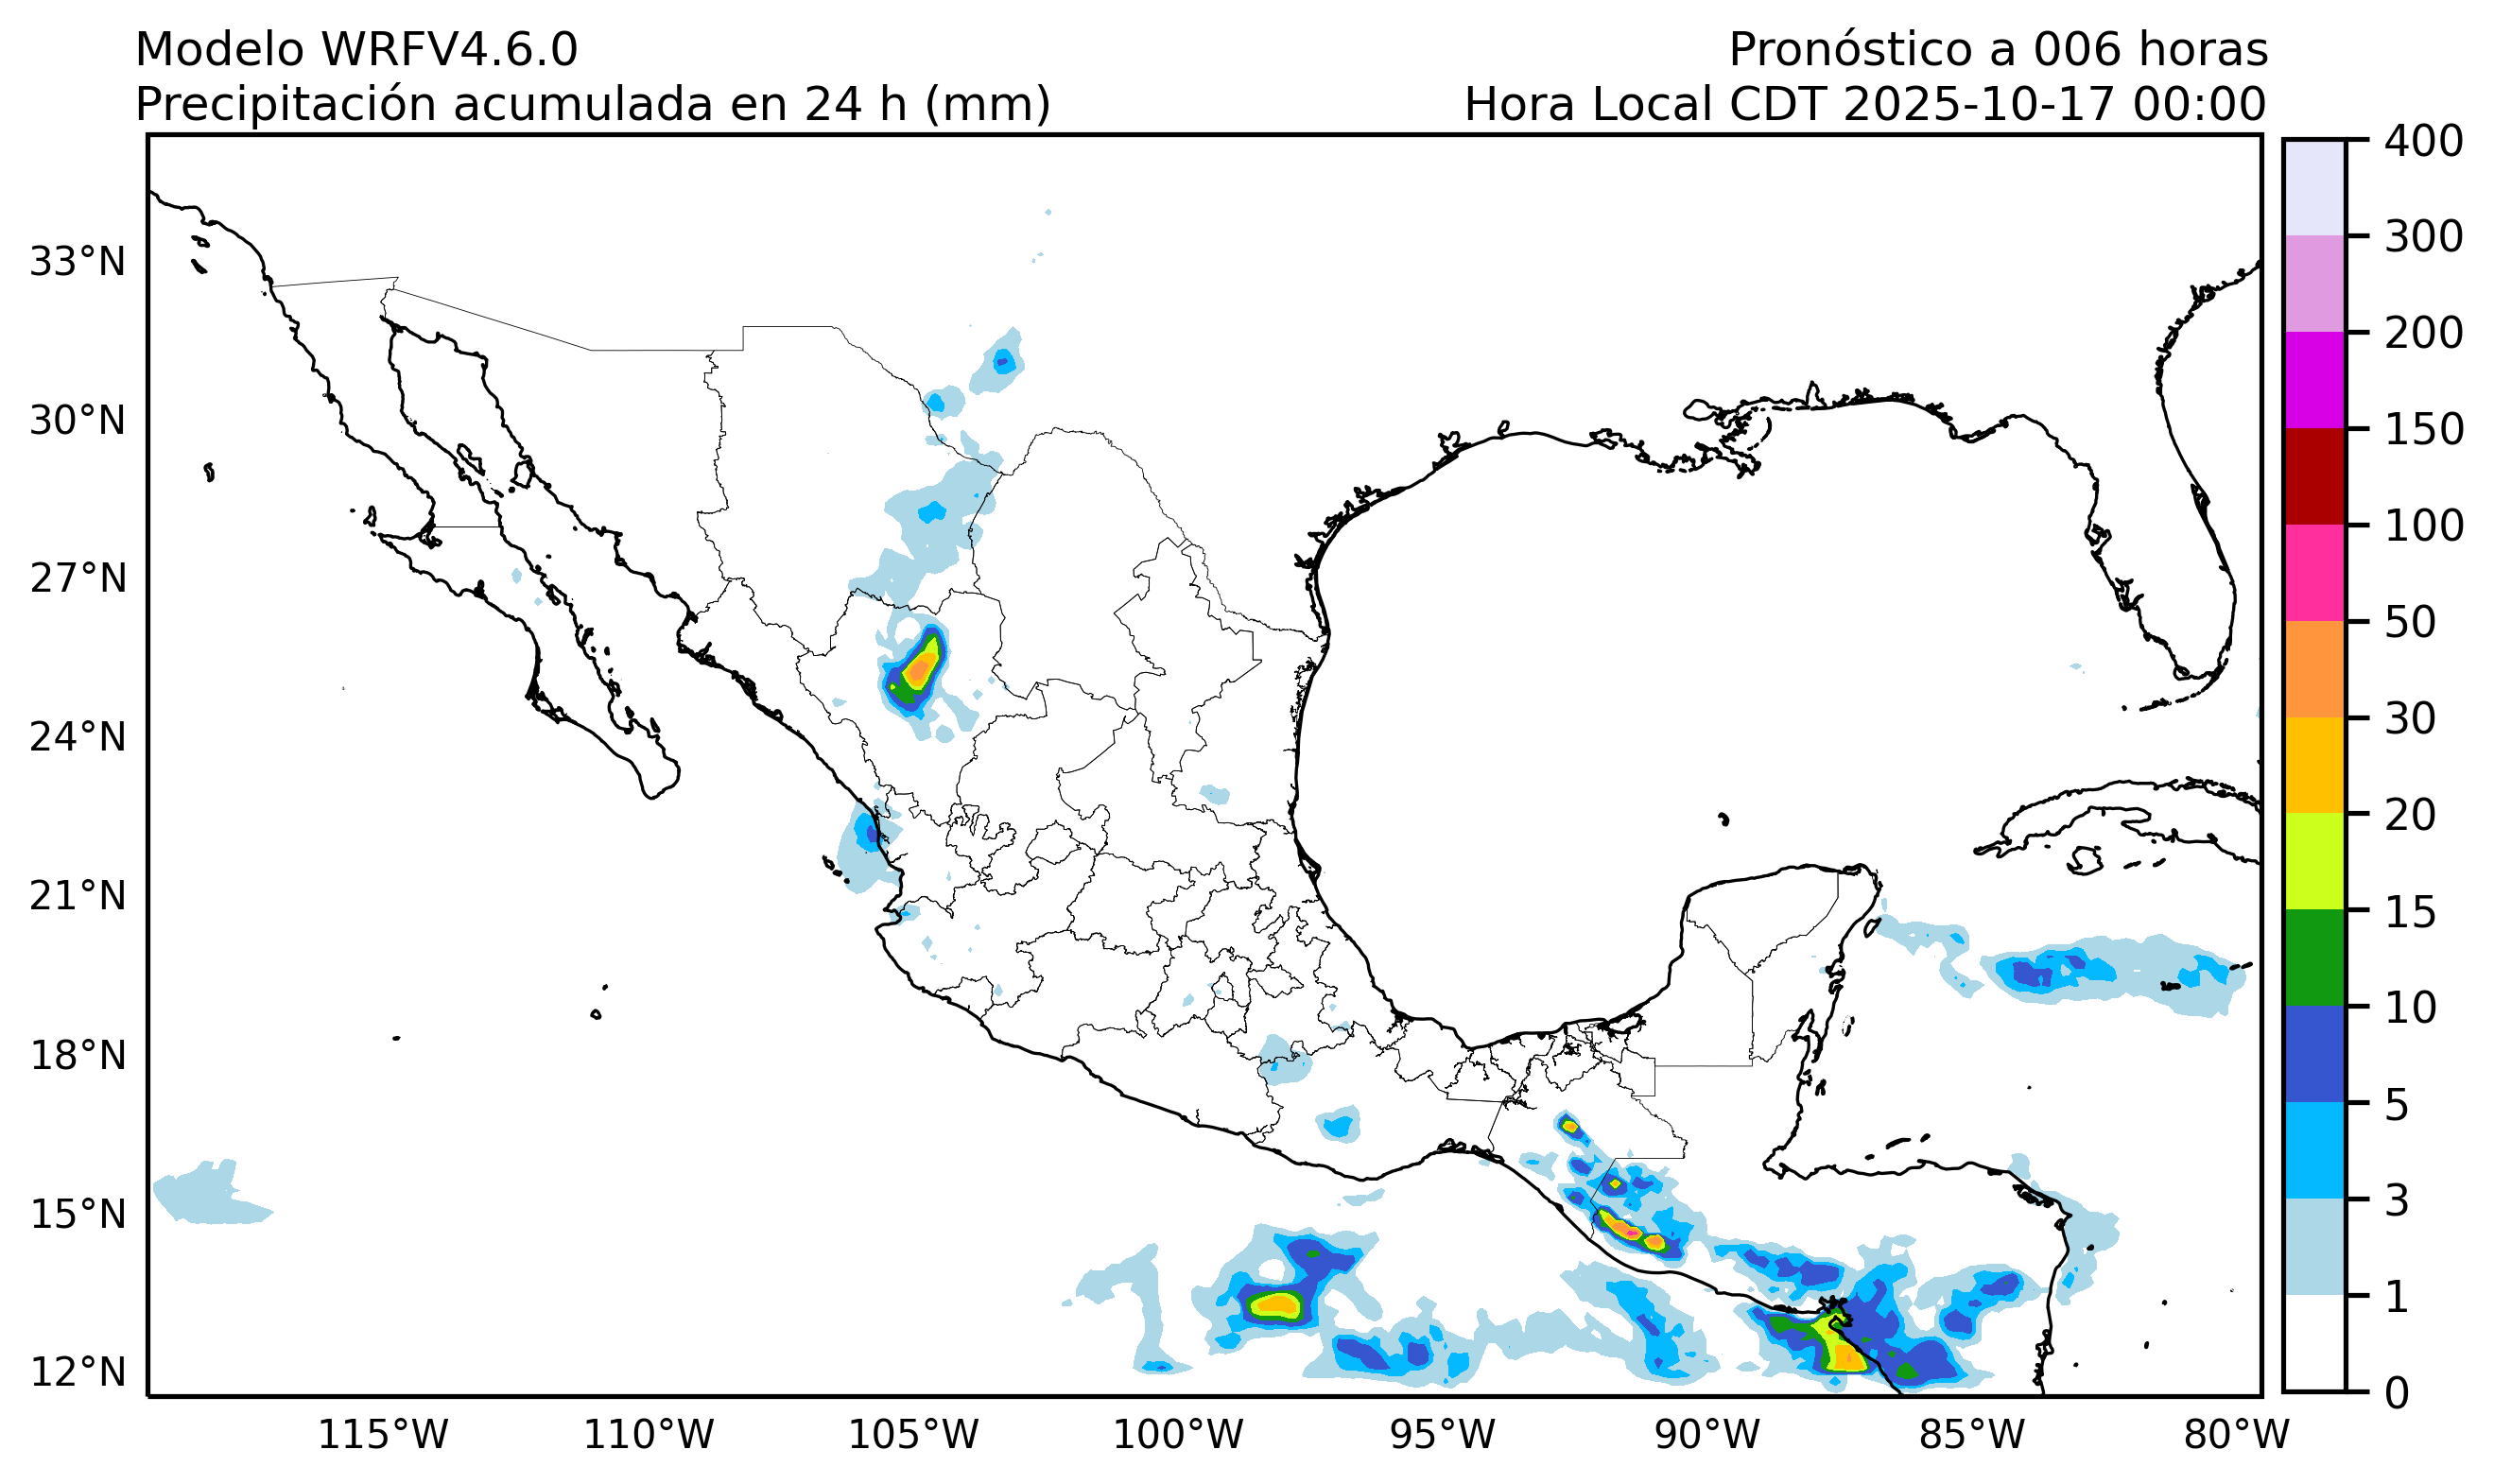 Modelo WRFV4.6.0
Pronóstico a 006 horas
Precipitación acumulada en 24 h (mm)
Hora Local CDT 2025-10-17 00:00
33°N
30°N
27°N
24°N
21°N
18°N
15°N
12°N
115°W
110°W
105°W
100°W
95°W
90°W
85°W
80°W
400
300
200
150
100
50
30
20
15
10
5
3
1
0